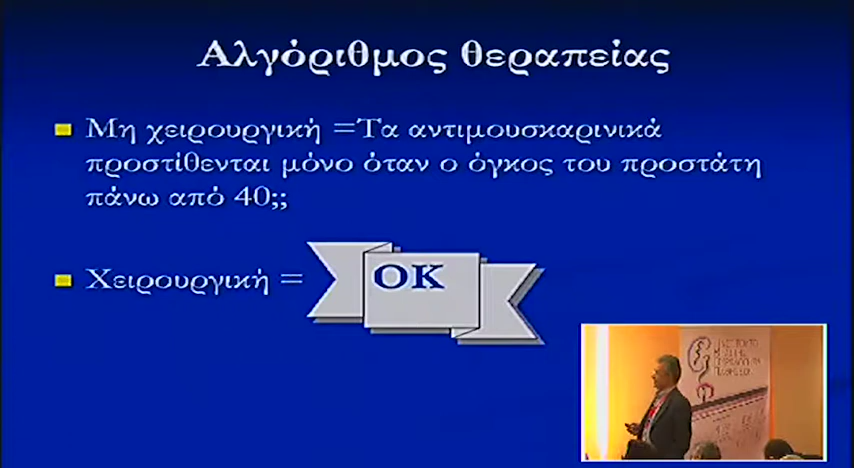 Αλγόριθμος θεραπείας
Μη χειρουργική =Τα αντιμουσκαρινικά
προστίθενται μόνο όταν ο όγκος του προστάτη
πάνω από 40;;
Χειρουργική =
OK